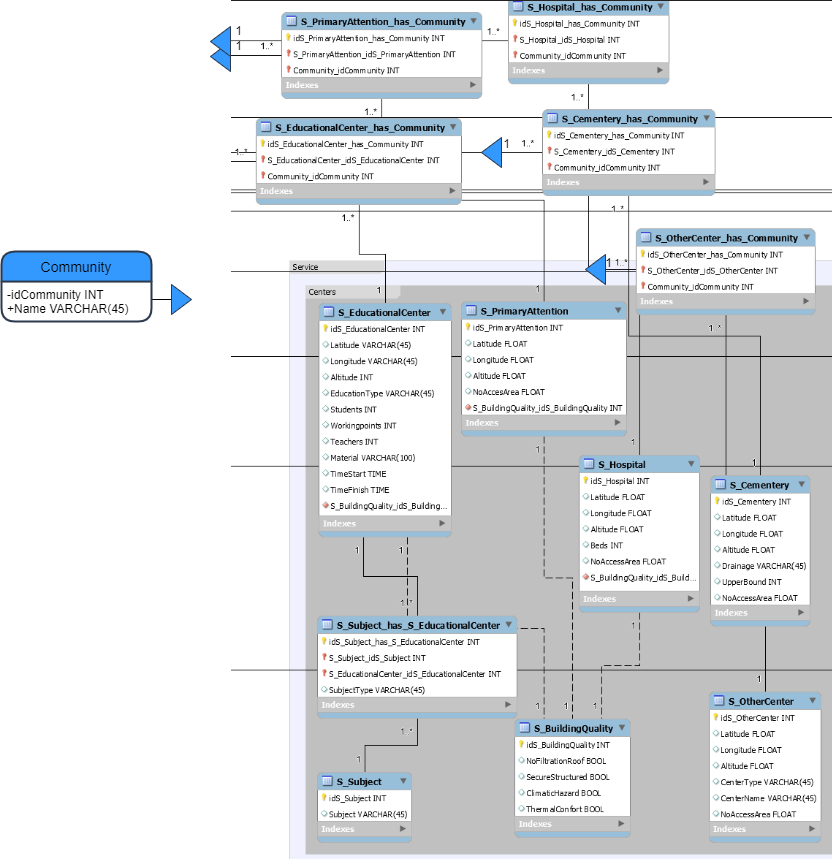 S_PrimaryAttention_has_Community
idS_PrimaryAttention_has_Community INT
S_PrimaryAttention_idS_PrimaryAttention INT
Community_idCommunity INT
Indexes
S_Hospital_has_Community
idS_Hospital_has_Community INT
S_Hospital_idS_Hospital INT
Community_idCommunity INT
Indexes
1
1
1..*
1..*
1..*
1..*
S_EducationalCenter_has_Community
idS_EducationalCenter_has_Community INT
S_EducationalCenter_idS_EducationalCenter INT
Community_idCommunity INT
Indexes
1..*
1
1..*
S_Cementery_has_Community
idS_Cementery_has_Community INT
S_Cementery_idS_Cementery INT
Community_idCommunity INT
Indexes
1..*
1..*
S_OtherCenter_has_Community
idS_OtherCenter_has_Community INT
S_OtherCenter_idS_OtherCenter INT
Community_idCommunity INT
Indexes
1
1..*
1..*
Community
-idCommunity INT
+Name VARCHAR(45)
Service
Centers
1
1
S_EducationalCenter
idS_EducationalCenter INT
Latitude VARCHAR(45)
Longitude VARCHAR(45)
Altitude INT
EducationType VARCHAR(45)
Students INT
Workingpoints INT
Teachers INT
Material VARCHAR(100)
TimeStart TIME
TimeFinish TIME
S_BuildingQuality_idS_Building...
Indexes
S_PrimaryAttention
idS_PrimaryAttention INT
Latitude FLOAT
Longitude FLOAT
Altitude FLOAT
NoAccesArea FLOAT
S_BuildingQuality_idS_BuildingQuality INT
Indexes
1
1
1
S_Hospital
idS_Hospital INT
Latitude FLOAT
Longitude FLOAT
Altitude FLOAT
Beds INT
NoAccessArea FLOAT
S_BuildingQuality_idS_Build...
Indexes
S_Cementery
idS_Cementery INT
Latitude FLOAT
Longitude FLOAT
Altitude FLOAT
Drainage VARCHAR(45)
UpperBound INT
NoAccessArea FLOAT
Indexes
1
1
1..*
1
S_Subject_has_S_EducationalCenter
idS_Subject_has_S_EducationalCenter INT
S_Subject_idS_Subject INT
S_EducationalCenter_idS_EducationalCenter INT
SubjectType VARCHAR(45)
Indexes
1..*
1
1
1
1
1
S_BuildingQuality
idS_BuildingQuality INT
NoFiltrationRoof BOOL
SecureStructured BOOL
ClimaticHazard BOOL
ThermalConfort BOOL
Indexes
S_OtherCenter
idS_OtherCenter INT
Latitude FLOAT
Longitude FLOAT
Altitude FLOAT
CenterType VARCHAR(45)
CenterName VARCHAR(45)
NoAccessArea FLOAT
Indexes
S_Subject
idS_Subject INT
Subject VARCHAR(45)
Indexes